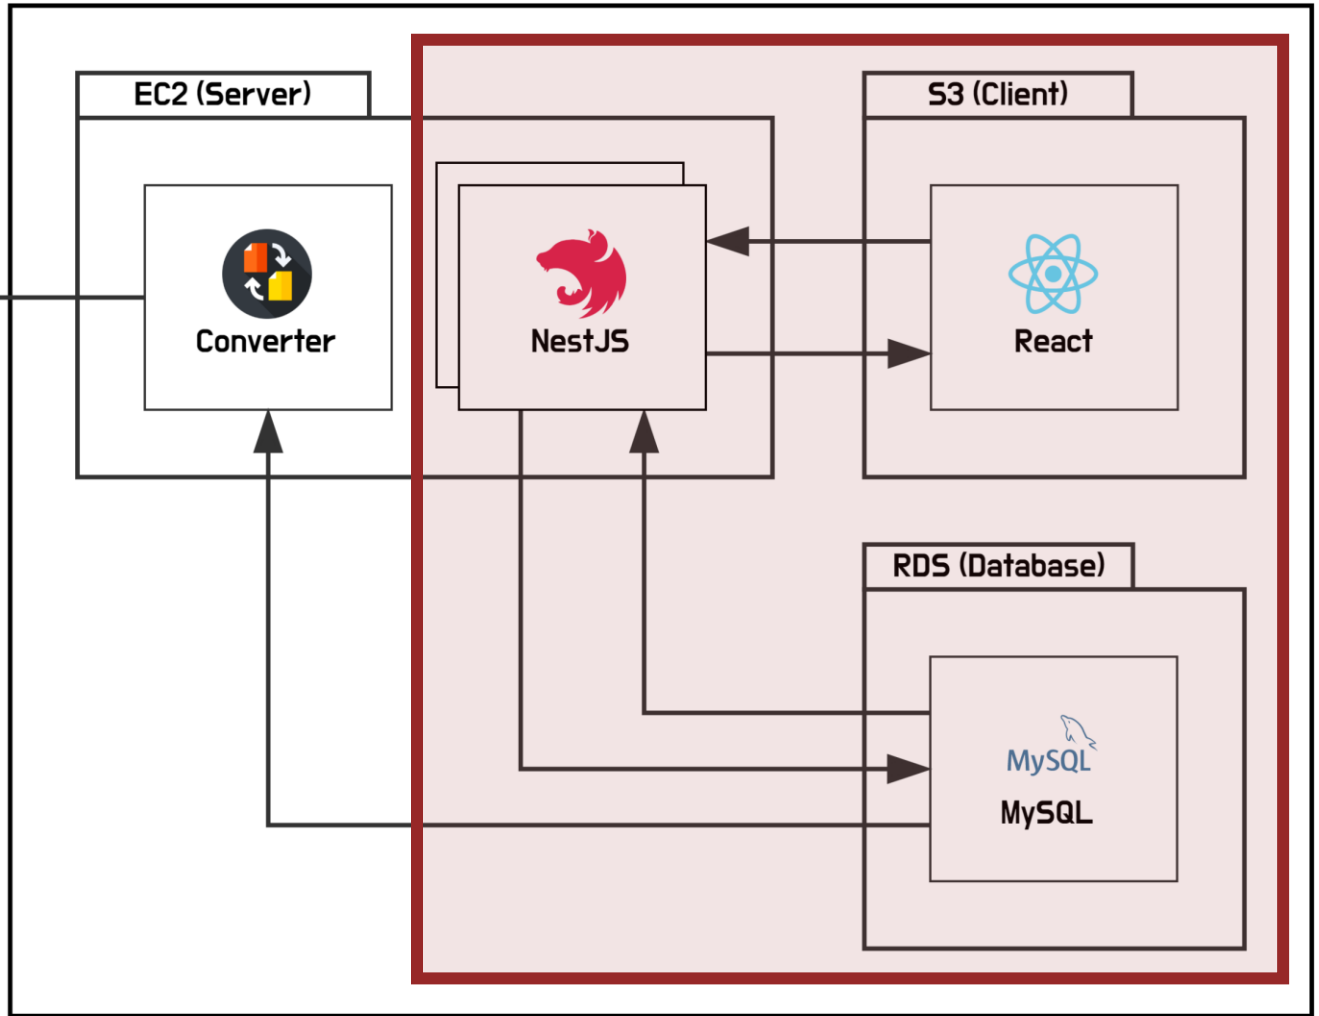 EC2 (Server)
S3 (Client)
Converter
NestJS
React
RDS (Database)
MySQL
MySQL